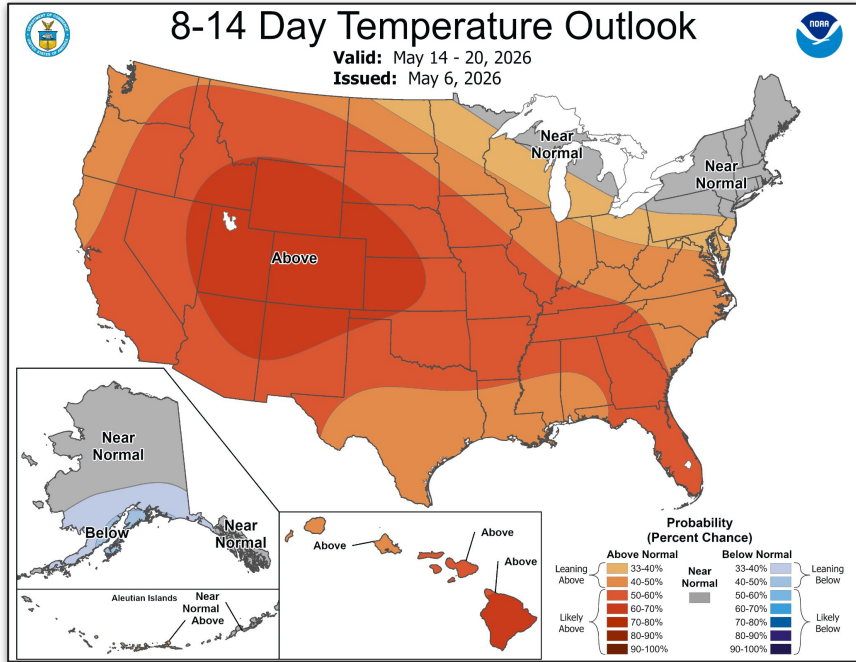 8-14 Day Temperature Outlook
Valid: May 14 - 20, 2026
Issued: May 6, 2026
NOAA
Near
Normal
Near
Normal
Above
Near
Normal
Below
Near
Normal
Aleutian Islands
Near
Normal
Above
Above
Above
Above
Probability
(Percent Chance)
Above Normal
Below Normal
Leaning
Above
33-40%
40-50%
Likely
Above
50-60%
60-70%
70-80%
80-90%
90-100%
Near
Normal
33-40%
40-50%
Leaning
Below
50-60%
60-70%
70-80%
80-90%
90-100%
Likely
Below